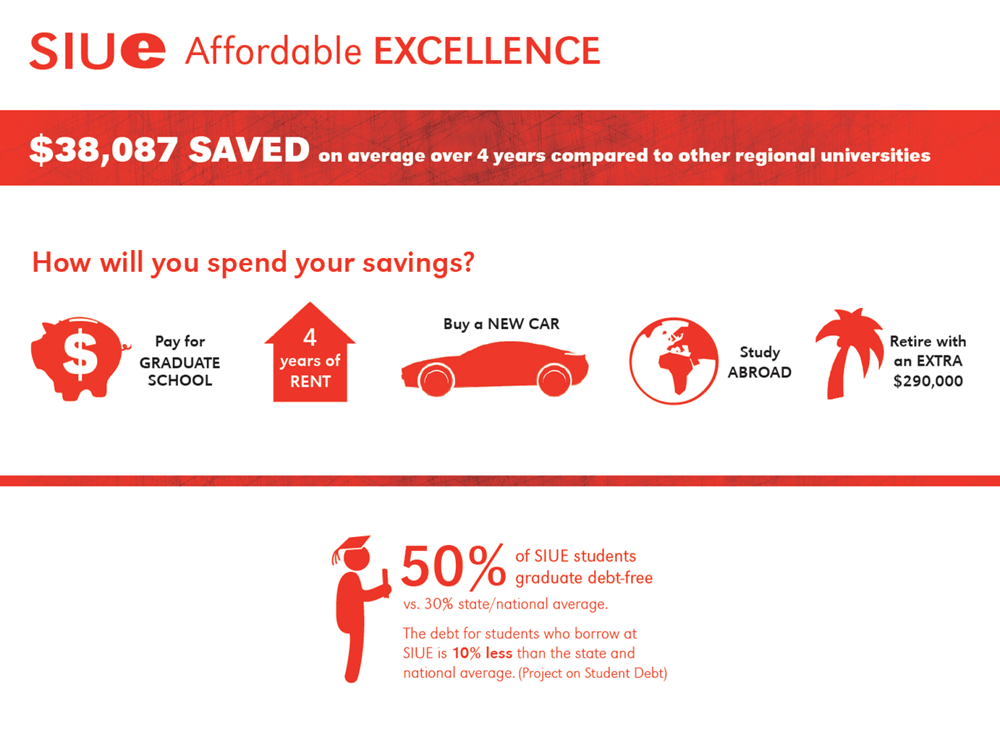 SIUe Affordable EXCELLENCE
$38,087 SAVED on average over 4 years compared to other regional universities
How will you spend your savings?
$
Pay for
GRADUATE
SCHOOL
4
years of
RENT
Buy a NEW CAR
Study
ABROAD
Retire with
an EXTRA
$290,000
50% of SIUE students
graduate debt-free
vs. 30% state/national average.
The debt for students who borrow at
SIUE is 10% less than the state and
national average. (Project on Student Debt)